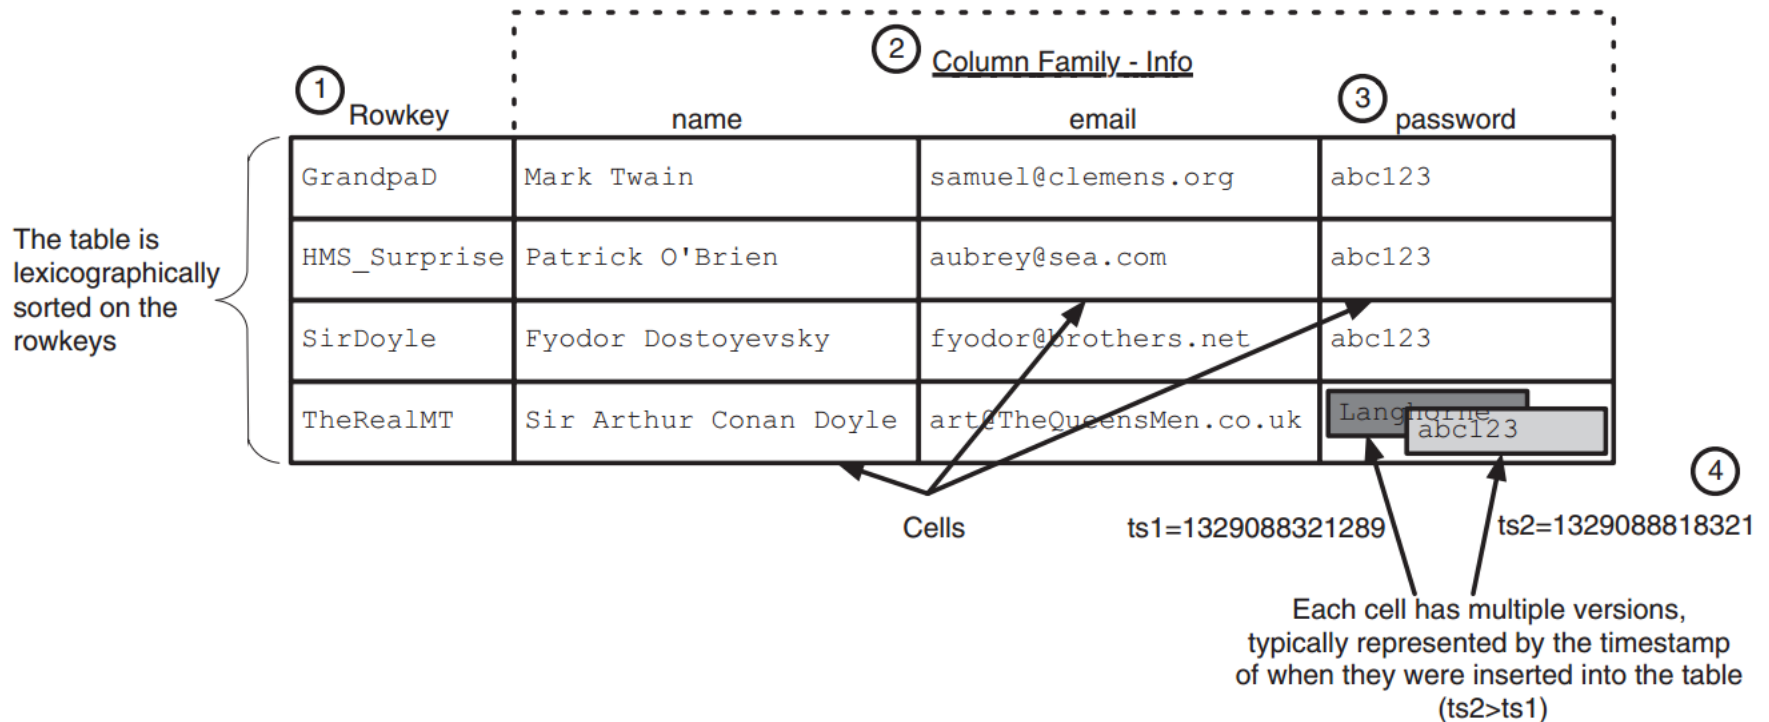 2
Column Family - Info
1
Rowkey
name
email
3
password
GrandpaD Mark Twain samuel@clemens.org abc123
The table is
lexicographically
sorted on the
rowkeys
HMS_Surprise Patrick O'Brien aubrey@sea.com abc123
SirDoyle Fyodor Dostoyevsky fyodor@brothers.net abc123
TheRealMT Sir Arthur Conan Doyle art@TheQueensMen.co.uk Langhorne
abc123
4
Cells
ts1=1329088321289
ts2=1329088818321
Each cell has multiple versions,
typically represented by the timestamp
of when they were inserted into the table
(ts2>ts1)